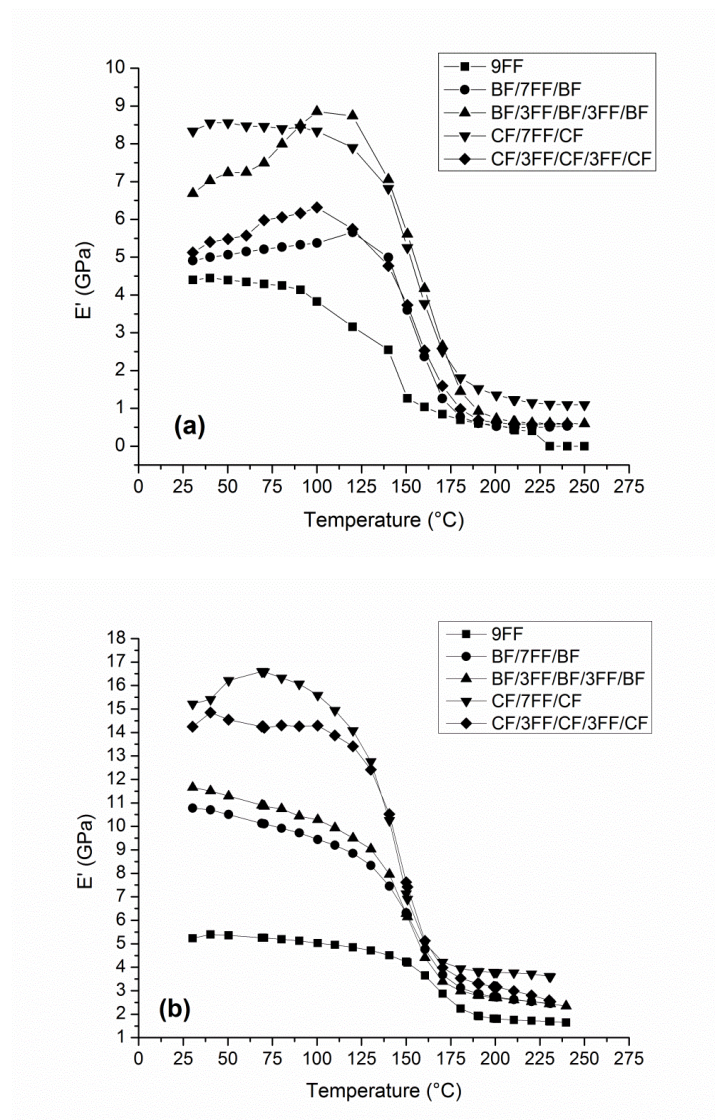 10
9
8
7
6
5
4
3
2
1
0
E' (GPa)
9FF
BF/7FF/BF
BF/3FF/BF/3FF/BF
CF/7FF/CF
CF/3FF/CF/3FF/CF
(a)
0 25 50 75 100 125 150 175 200 225 250 275
Temperature (°C)
18
17
16
15
14
13
12
11
10
9
8
7
6
5
4
3
2
1
E' (GPa)
9FF
BF/7FF/BF
BF/3FF/BF/3FF/BF
CF/7FF/CF
CF/3FF/CF/3FF/CF
(b)
0 25 50 75 100 125 150 175 200 225 250 275
Temperature (°C)